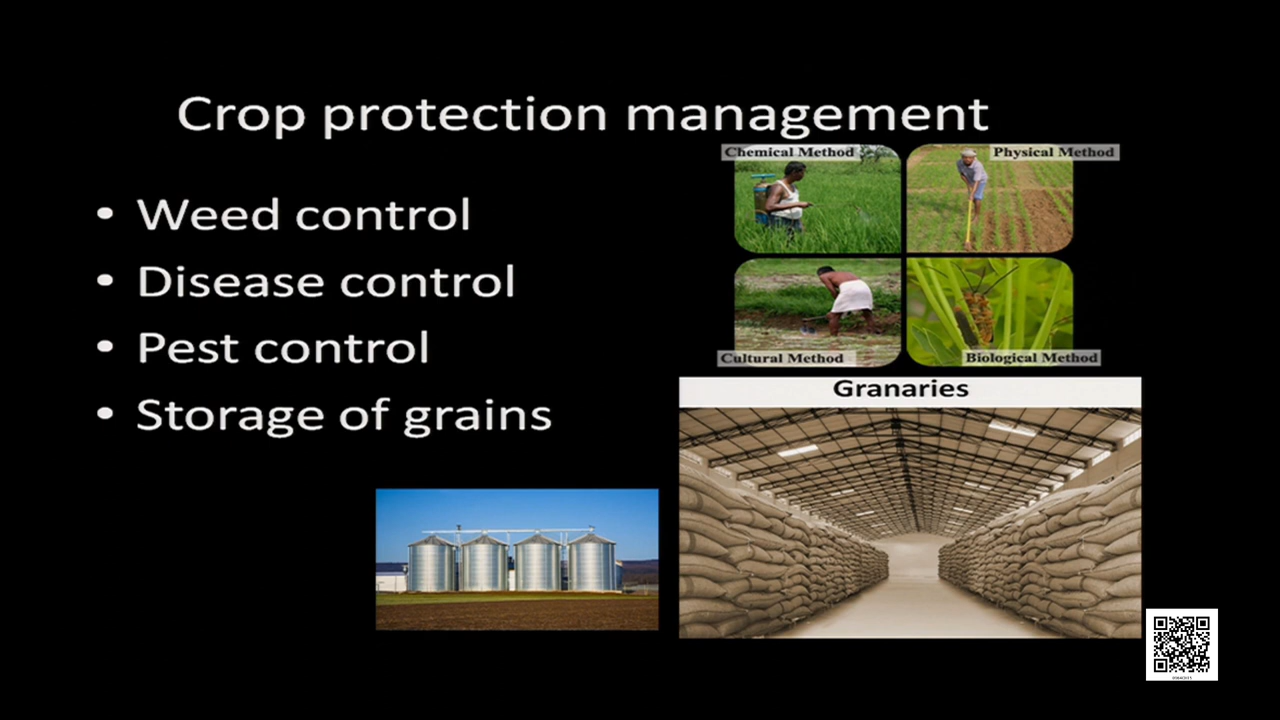 Crop protection management
• Weed control
• Disease control
• Pest control
• Storage of grains
Chemical Method
Physical Method
Cultural Method
Biological Method
Granaries